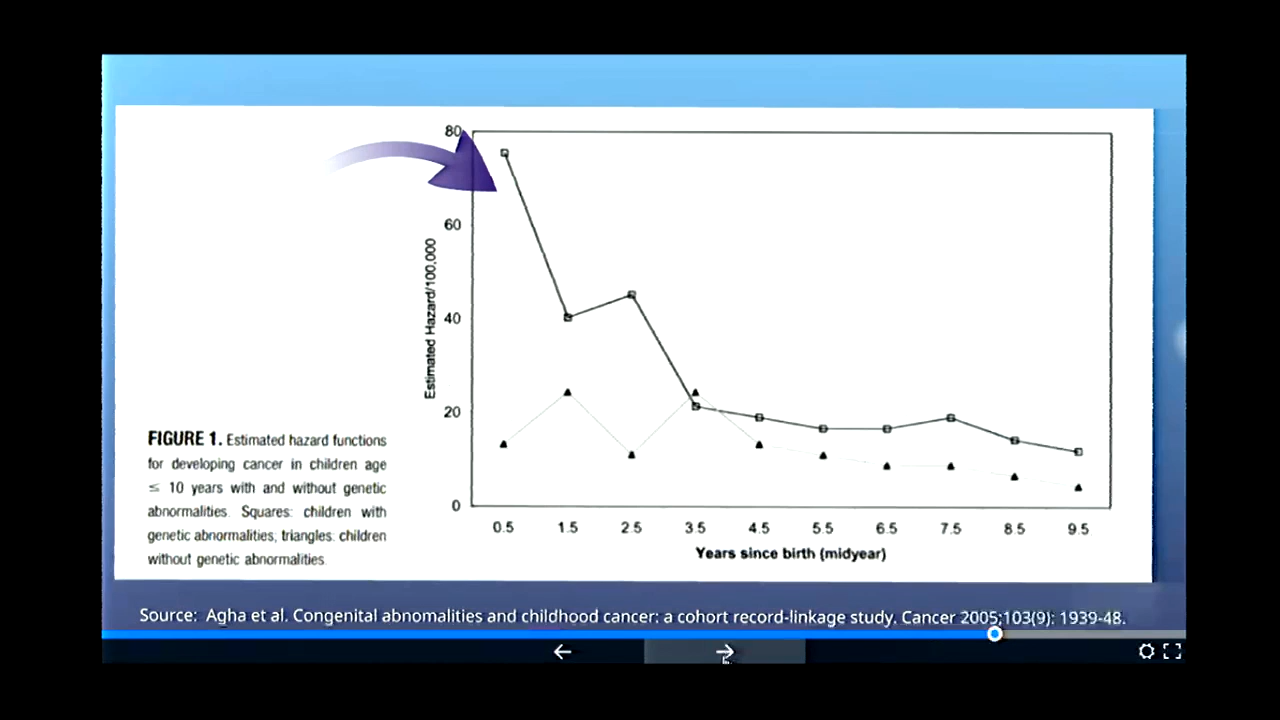 80
60
40
20
0
Estimated Hazard/100,000
0.5 1.5 2.5 3.5 4.5 5.5 6.5 7.5 8.5 9.5
Years since birth (midyear)
FIGURE 1. Estimated hazard functions
for developing cancer in children age
≤ 10 years with and without genetic
abnormalities. Squares: children with
genetic abnormalities; triangles: children
without genetic abnormalities.
Source: Agha et al. Congenital abnomalities and childhood cancer: a cohort record-linkage study. Cancer 2005;103(9): 1939-48.